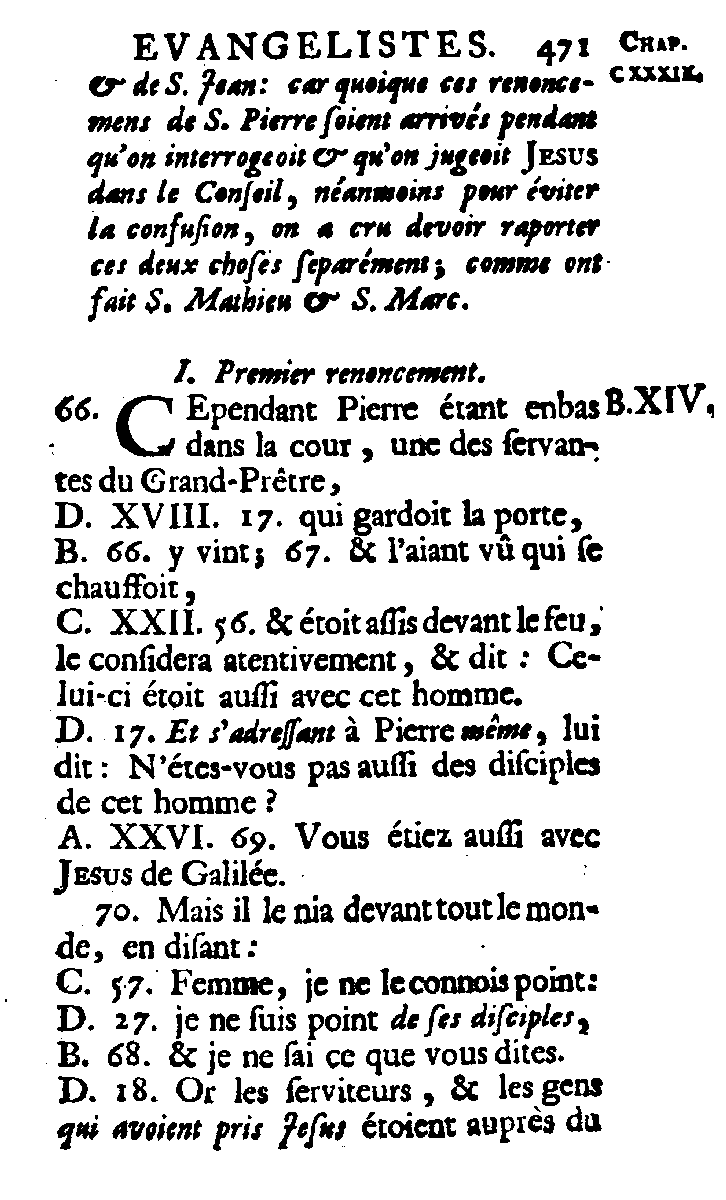 EVANGELISTES. 471 CHAP.
CXXXIX.
& de S. Jean: car quoique ces renonce-
mens de S. Pierre ſoient arrivés pendant
qu'on interrogeoit & qu'on jugeoit JESUS
dans le Conſeil, néanmoins pour éviter
la confuſion, on a cru devoir raporter
ces deux choſes ſeparément; comme ont
fait S. Mathieu & S. Marc.
I. Premier renoncement.
66. CEpendant Pierre étant enbas B.XIV.
dans la cour, une des ſervan-
tes du Grand-Prêtre,
D. XVIII. 17. qui gardoit la porte,
B. 66. y vint; 67. & l'aiant vû qui ſe
chauffoit,
C. XXII. 56. & étoit aſſis devant le feu,
le conſidera atentivement, & dit : Ce-
lui-ci étoit auſſi avec cet homme.
D. 17. Et s'adreſſant à Pierre même, lui
dit : N'étes-vous pas auſſi des diſciples
de cet homme ?
A. XXVI. 69. Vous étiez auſſi avec
JESUS de Galilée.
70. Mais il le nia devant tout le mon-
de, en diſant :
C. 57. Femme, je ne le connois point:
D. 27. je ne ſuis point de ſes diſciples,
B. 68. & je ne ſai ce que vous dites.
D. 18. Or les ſerviteurs, & les gens
qui avoient pris Jeſus étoient auprès du